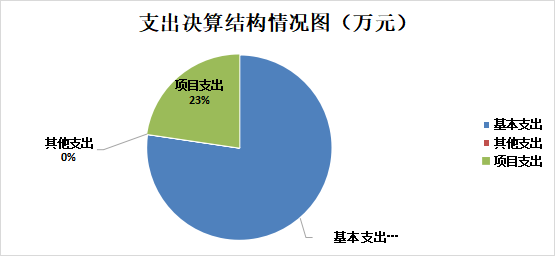 支出决算结构情况图（万元）
项目支出
23%
其他支出
0%
基本支出…
基本支出
其他支出
项目支出